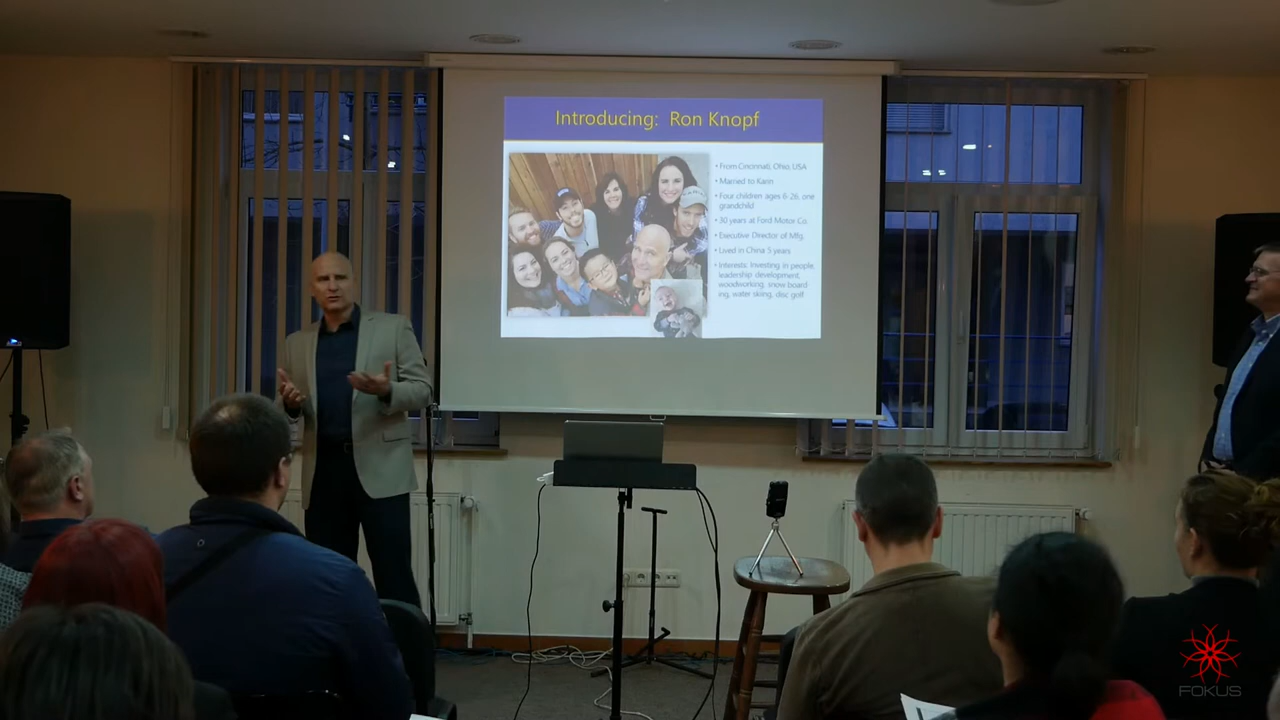 Introducing: Ron Knopf
• From Cincinnati, Ohio, USA
• Married to Karin
• Four children ages 6-26, one
grandchild
• 30 years at Ford Motor Co.
• Executive Director of Mfg.
• Lived in China 5 years
• Interests: Investing in people,
leadership development,
woodworking, snow board-
ing, water skiing, disc golf
FOKUS